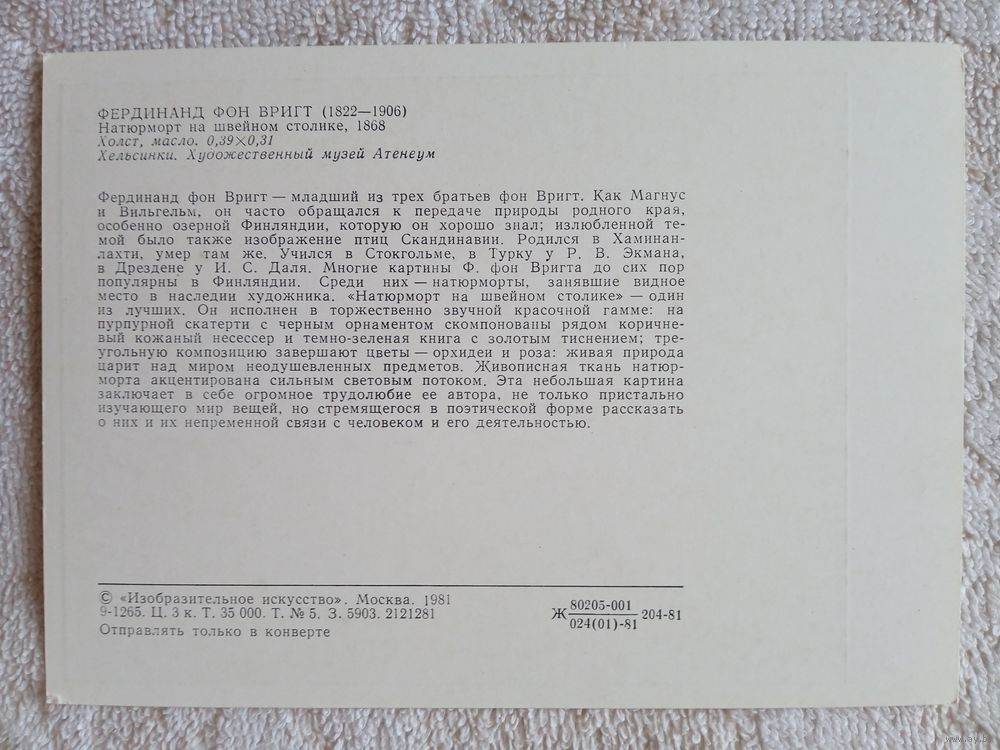 ФЕРДИНАНД ФОН ВРИГТ (1822—1906)
Натюрморт на швейном столике, 1868
Холст, масло. 0,39×0,31
Хельсинки. Художественный музей Атенеум
Фердинанд фон Вригт — младший из трех братьев фон Вригт. Как Магнус
и Вильгельм, он часто обращался к передаче природы родного края,
особенно озерной Финляндии, которую он хорошо знал; излюбленной те-
мой было также изображение птиц Скандинавии. Родился в Хаминан-
лахти, умер там же. Учился в Стокгольме, в Турку у Р. В. Экмана,
в Дрездене у И. С. Даля. Многие картины Ф. фон Вригта до сих пор
популярны в Финляндии. Среди них — натюрморты, занявшие видное
место в наследии художника. «Натюрморт на швейном столике» — один
из лучших. Он исполнен в торжественно звучной красочной гамме: на
пурпурной скатерти с черным орнаментом скомпонованы рядом коричне-
вый кожаный несессер и темно-зеленая книга с золотым тиснением; тре-
угольную композицию завершают цветы — орхидеи и роза: живая природа
царит над миром неодушевленных предметов. Живописная ткань натюр-
морта акцентирована сильным световым потоком. Эта небольшая картина
заключает в себе огромное трудолюбие ее автора, не только пристально
изучающего мир вещей, но стремящегося в поэтической форме рассказать
о них и их непременной связи с человеком и его деятельностью.
© «Изобразительное искусство». Москва. 1981
9-1265. Ц. 3 к. Т. 35 000. Т. № 5. З. 5903. 2121281
Отправлять только в конверте
Ж 80205-001 204-81
024(01)-81
www.ay.by